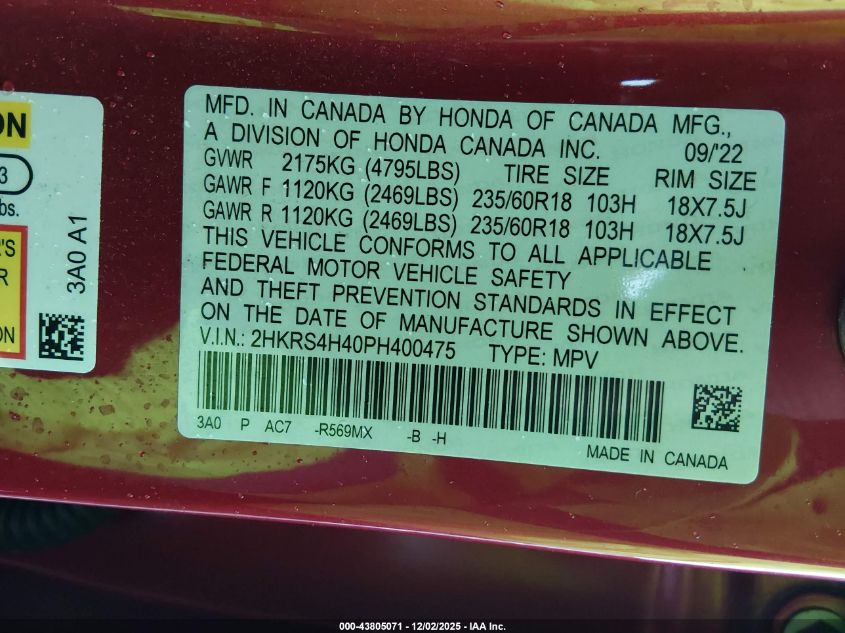 MFD. IN CANADA BY HONDA OF CANADA MFG.,
A DIVISION OF HONDA CANADA INC. 09/'22
GVWR 2175KG (4795LBS) TIRE SIZE RIM SIZE
GAWR F 1120KG (2469LBS) 235/60R18 103H 18X7.5J
GAWR R 1120KG (2469LBS) 235/60R18 103H 18X7.5J
THIS VEHICLE CONFORMS TO ALL APPLICABLE
FEDERAL MOTOR VEHICLE SAFETY
AND THEFT PREVENTION STANDARDS IN EFFECT
ON THE DATE OF MANUFACTURE SHOWN ABOVE.
V.I.N.: 2HKRS4H40PH400475 TYPE: MPV
3A0 P AC7 -R569MX -B -H
MADE IN CANADA
ON
3
bs.
'S
R
ON
3A0 A1
000-43805071 - 12/02/2025 - IAA Inc.